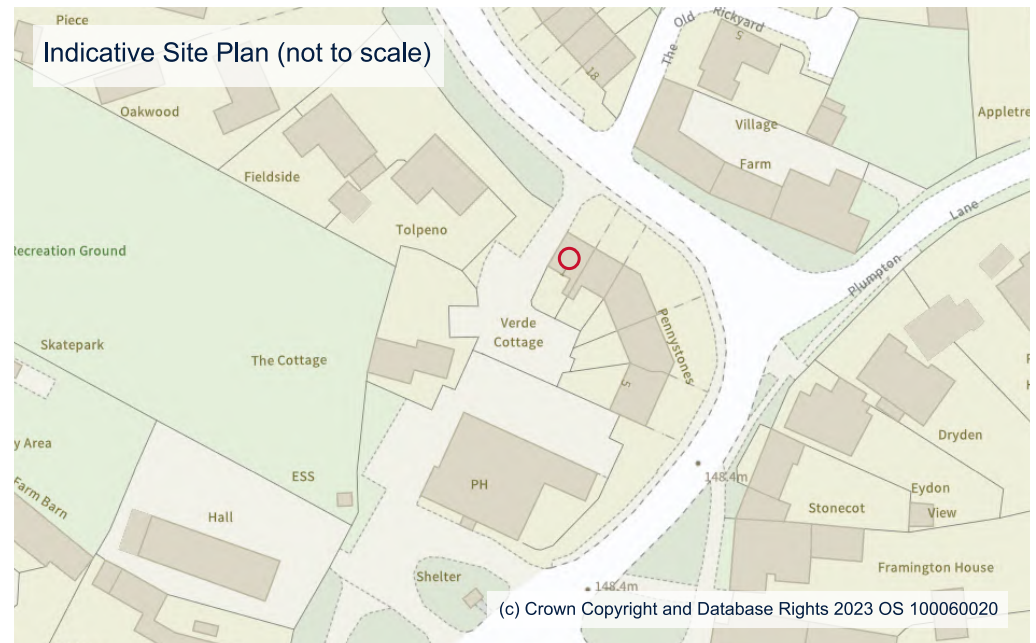 Piece
Indicative Site Plan (not to scale)
The Old Rickyard
5
18
Oakwood
Village
Farm
Appletre
Fieldside
Tolpeno
Recreation Ground
Plumpton Lane
Verde
Cottage
Pennystones
Skatepark
The Cottage
5
y Area
Dryden
ESS
PH
148.4m
Eydon
View
Farm Barn
Hall
Stonecot
Framington House
Shelter
148.4m
(c) Crown Copyright and Database Rights 2023 OS 100060020